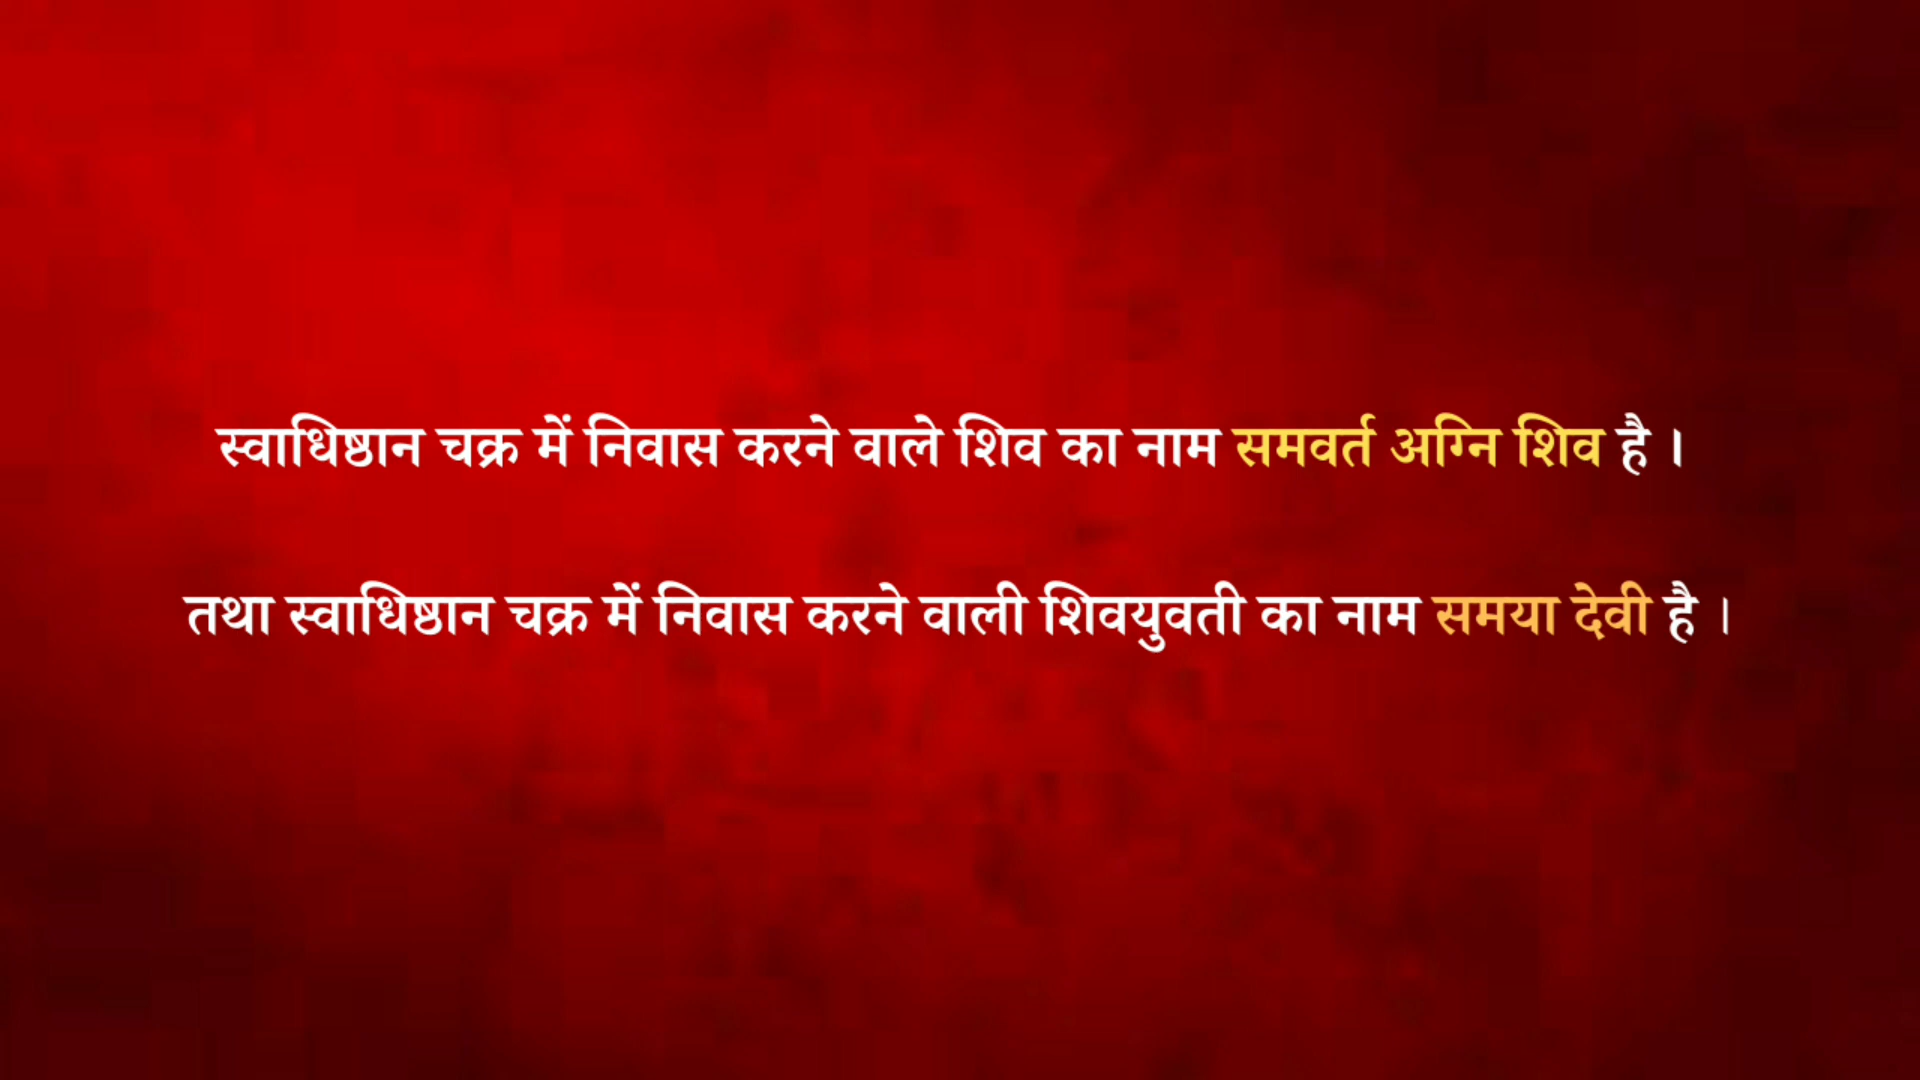 स्वाधिष्ठान चक्र में निवास करने वाले शिव का नाम समवर्त अग्नि शिव है ।
तथा स्वाधिष्ठान चक्र में निवास करने वाली शिवयुवती का नाम समया देवी है ।